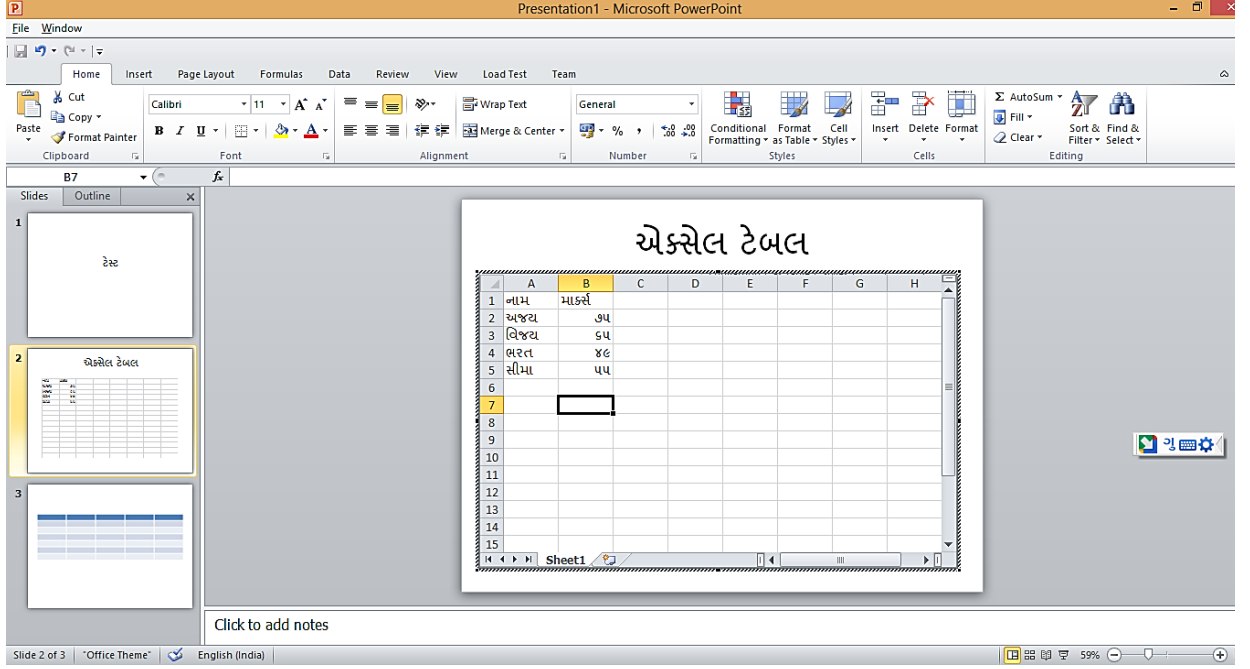 Presentation1 - Microsoft PowerPoint
File Window
Home Insert Page Layout Formulas Data Review View Load Test Team
Paste Cut Copy Format Painter
Clipboard
Calibri 11 A A
B I U A
Font
Wrap Text
Merge & Center
Alignment
General
% , .0 .00 .00 .0
Number
Conditional Formatting Format as Table Cell Styles
Styles
Insert Delete Format
Cells
Σ AutoSum Fill Clear Sort & Filter Find & Select
Editing
B7 fx
Slides Outline
1
ટેસ્ટ
2
એક્સેલ ટેબલ
3
એક્સેલ ટેબલ
A B C D E F G H
1 નામ માર્ક્સ
2 અજય ૭૫
3 વિજય ૬૫
4 ભરત ૪૯
5 સીમા ૫૫
6
7
8
9
10
11
12
13
14
15
Sheet1
ગુ
Click to add notes
Slide 2 of 3 "Office Theme" English (India) 59%